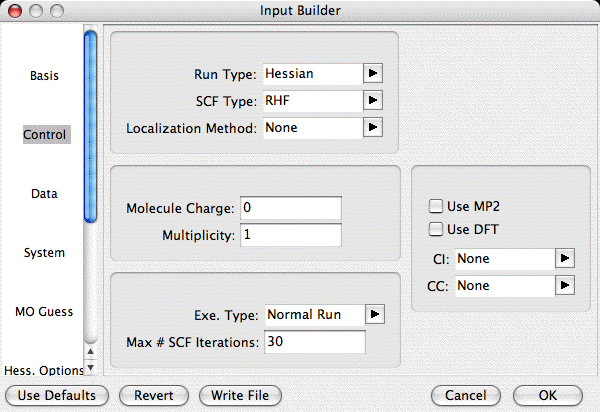 Input Builder
Basis
Control
Data
System
MO Guess
Hess. Options
Run Type: Hessian
SCF Type: RHF
Localization Method: None
Molecule Charge: 0
Multiplicity: 1
Exe. Type: Normal Run
Max # SCF Iterations: 30
Use MP2
Use DFT
CI: None
CC: None
Use Defaults Revert Write File Cancel OK